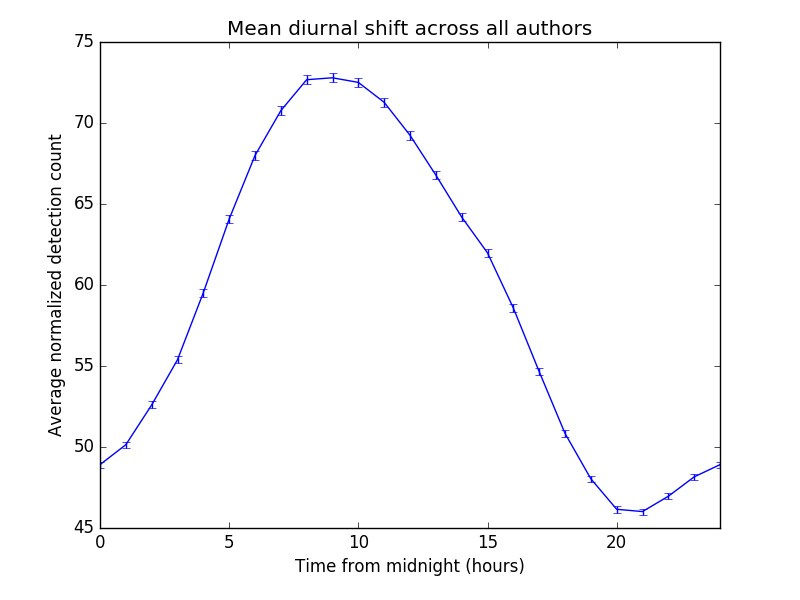 Mean diurnal shift across all authors
75
70
65
60
55
50
45
Average normalized detection count
0 5 10 15 20
Time from midnight (hours)